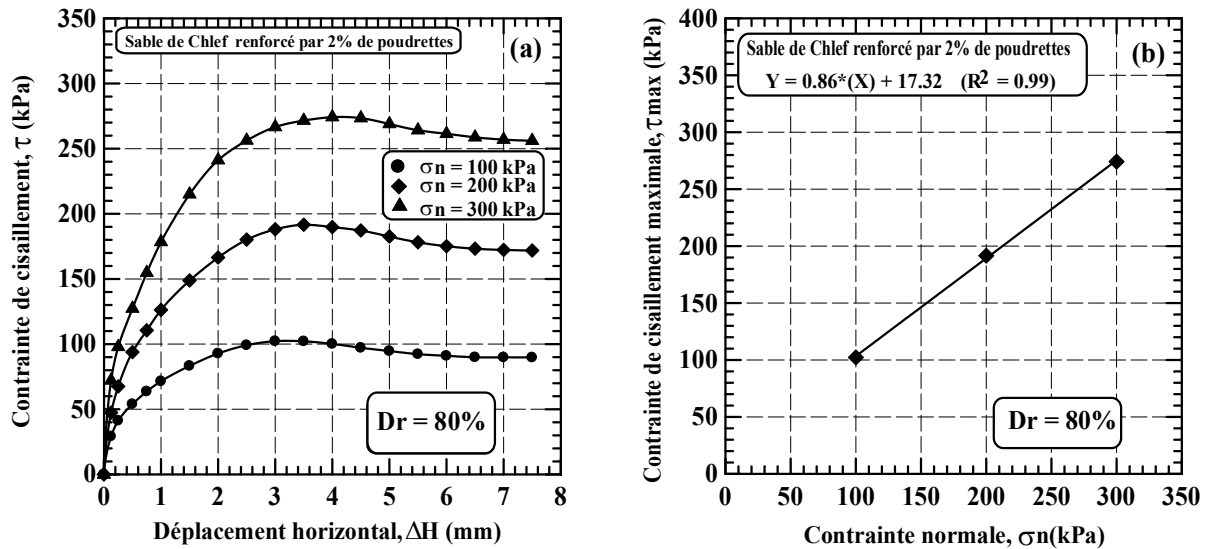 Sable de Chlef renforcé par 2% de poudrettes
(a)
Contrainte de cisaillement, τ (kPa)
350
300
250
200
150
100
50
0
σn = 100 kPa
σn = 200 kPa
σn = 300 kPa
Dr = 80%
0 1 2 3 4 5 6 7 8
Déplacement horizontal, ΔH (mm)
Sable de Chlef renforcé par 2% de poudrettes
Y = 0.86*(X) + 17.32 (R² = 0.99)
(b)
Contrainte de cisaillement maximale, τmax (kPa)
400
350
300
250
200
150
100
50
0
Dr = 80%
0 50 100 150 200 250 300 350
Contrainte normale, σn(kPa)